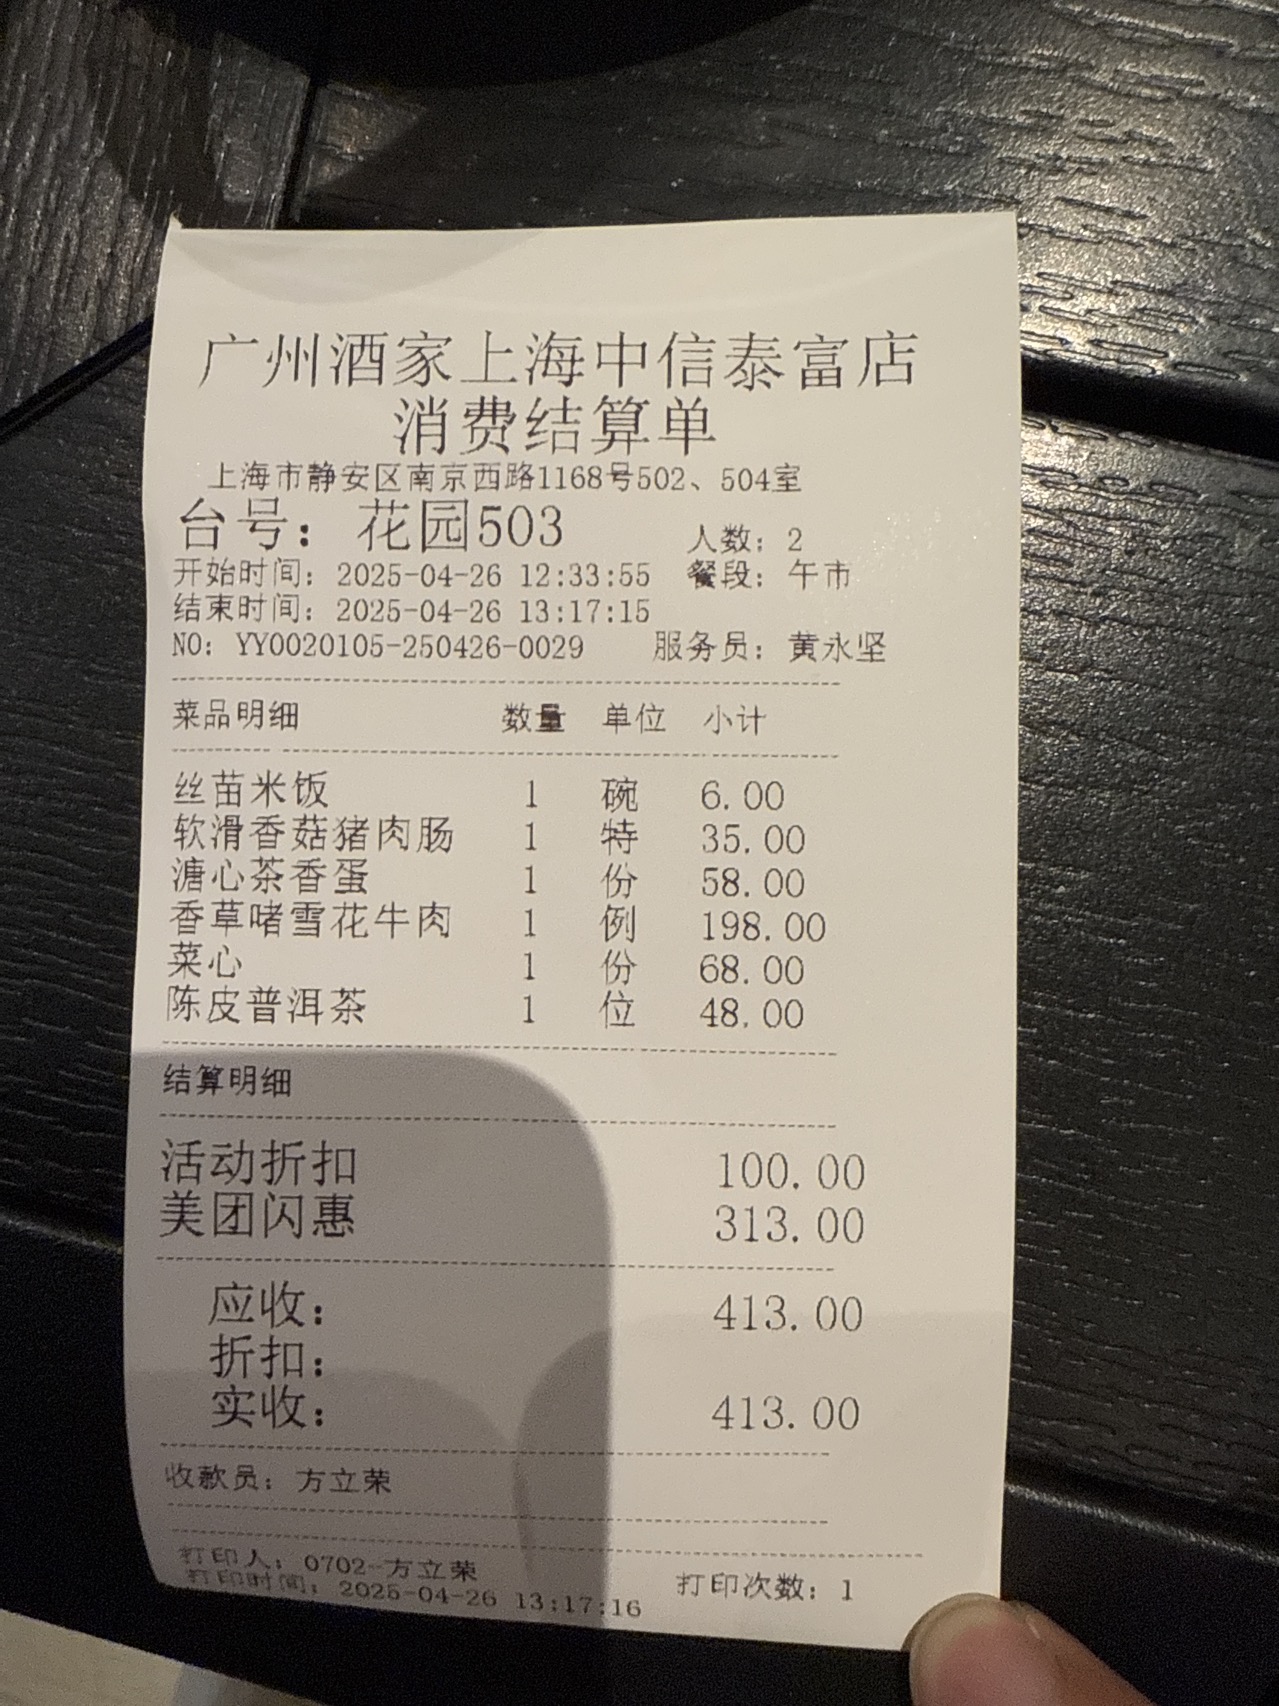 广州酒家上海中信泰富店
消费结算单
上海市静安区南京西路1168号502、504室
台号: 花园503 人数: 2
开始时间: 2025-04-26 12:33:55 餐段: 午市
结束时间: 2025-04-26 13:17:15
NO: YY0020105-250426-0029 服务员: 黄永坚
菜品明细 数量 单位 小计
丝苗米饭 1 碗 6.00
软滑香菇猪肉肠 1 特 35.00
溏心茶香蛋 1 份 58.00
香草啫雪花牛肉 1 例 198.00
菜心 1 份 68.00
陈皮普洱茶 1 位 48.00
结算明细
活动折扣 100.00
美团闪惠 313.00
应收: 413.00
折扣:
实收: 413.00
收款员: 方立荣
打印人: 0702-方立荣 打印次数: 1
打印时间: 2025-04-26 13:17:16